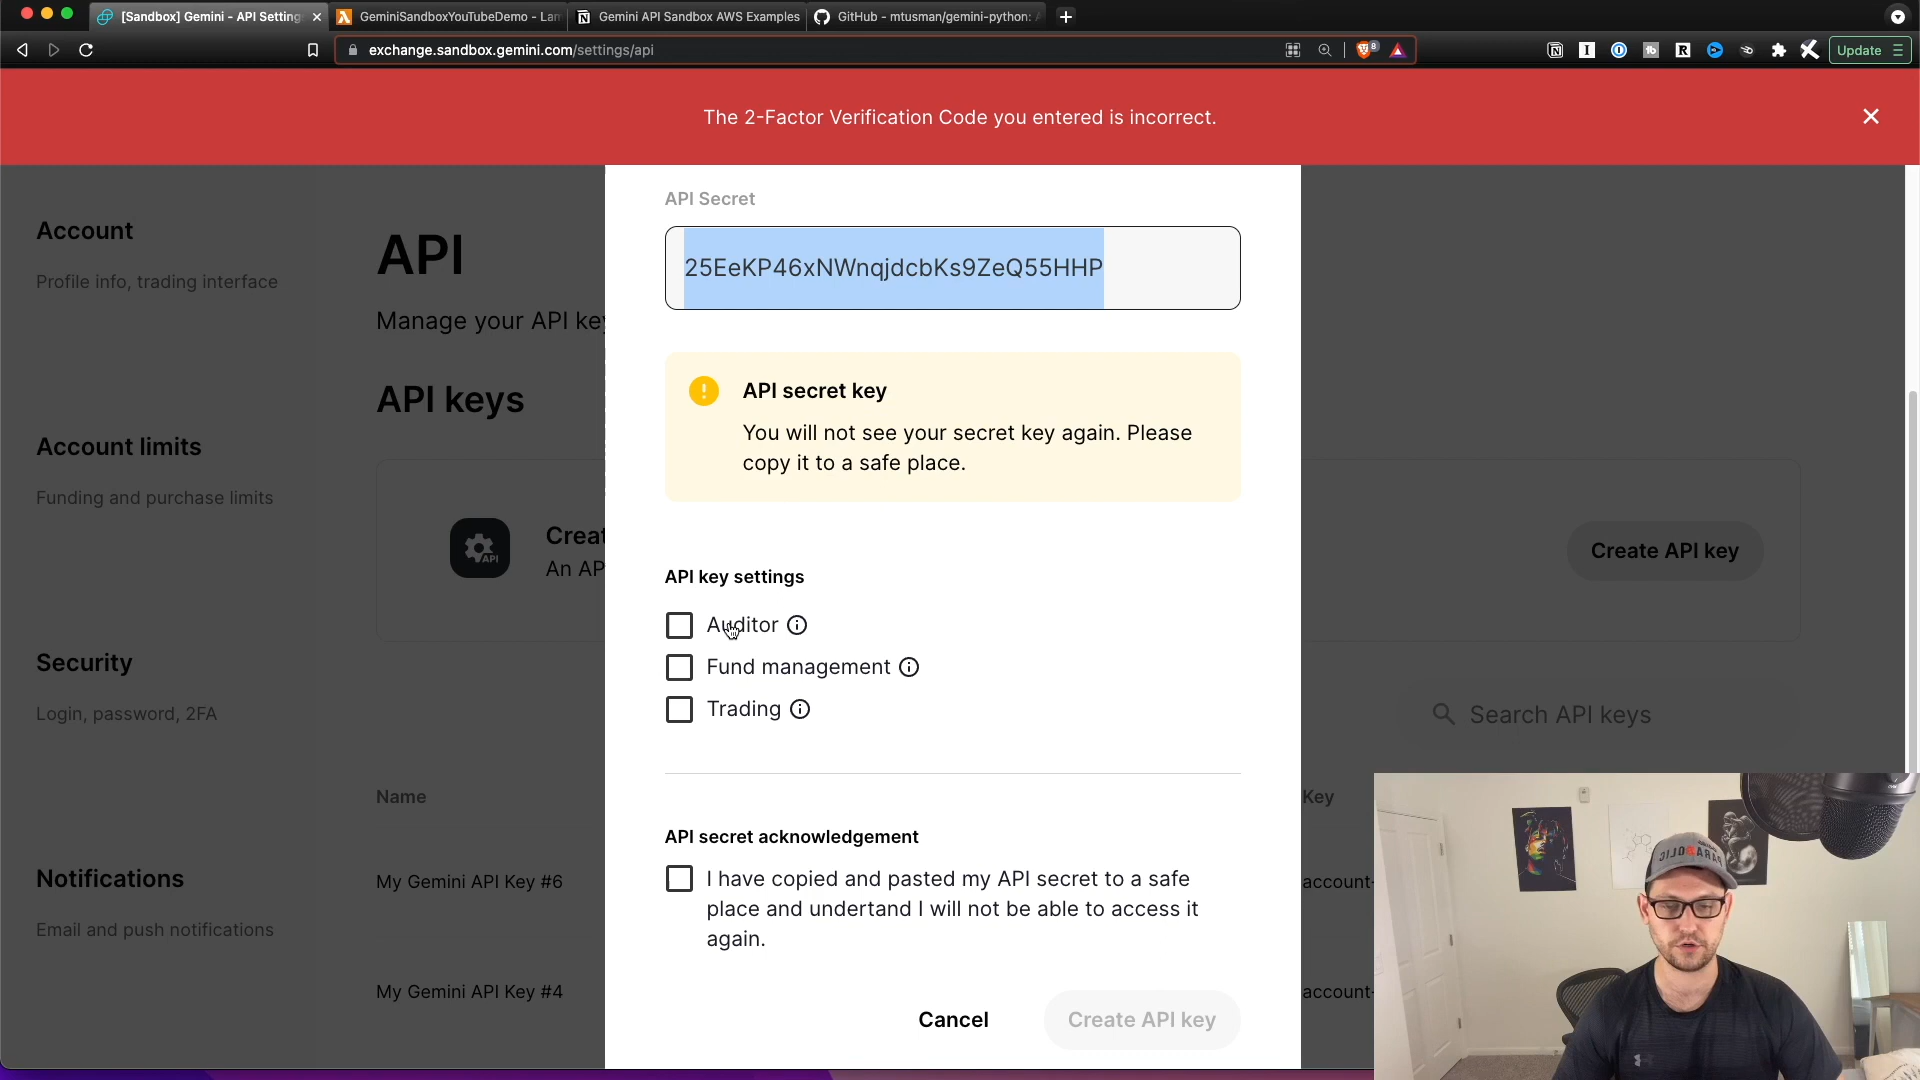 [Sandbox] Gemini - API Setting
GeminiSandboxYouTubeDemo - Lam
Gemini API Sandbox AWS Examples
GitHub - mtusman/gemini-python: A
exchange.sandbox.gemini.com/settings/api
Update
The 2-Factor Verification Code you entered is incorrect.
Account
Profile info, trading interface
Account limits
Funding and purchase limits
Security
Login, password, 2FA
Notifications
Email and push notifications
API
Manage your API key
API keys
API
Creat
An AP
Create API key
Search API keys
Name
Key
My Gemini API Key #6
account-
My Gemini API Key #4
account-
API Secret
25EeKP46xNWnqjdcbKs9ZeQ55HHP
API secret key
You will not see your secret key again. Please
copy it to a safe place.
API key settings
Auditor
Fund management
Trading
API secret acknowledgement
I have copied and pasted my API secret to a safe
place and undertand I will not be able to access it
again.
Cancel
Create API key